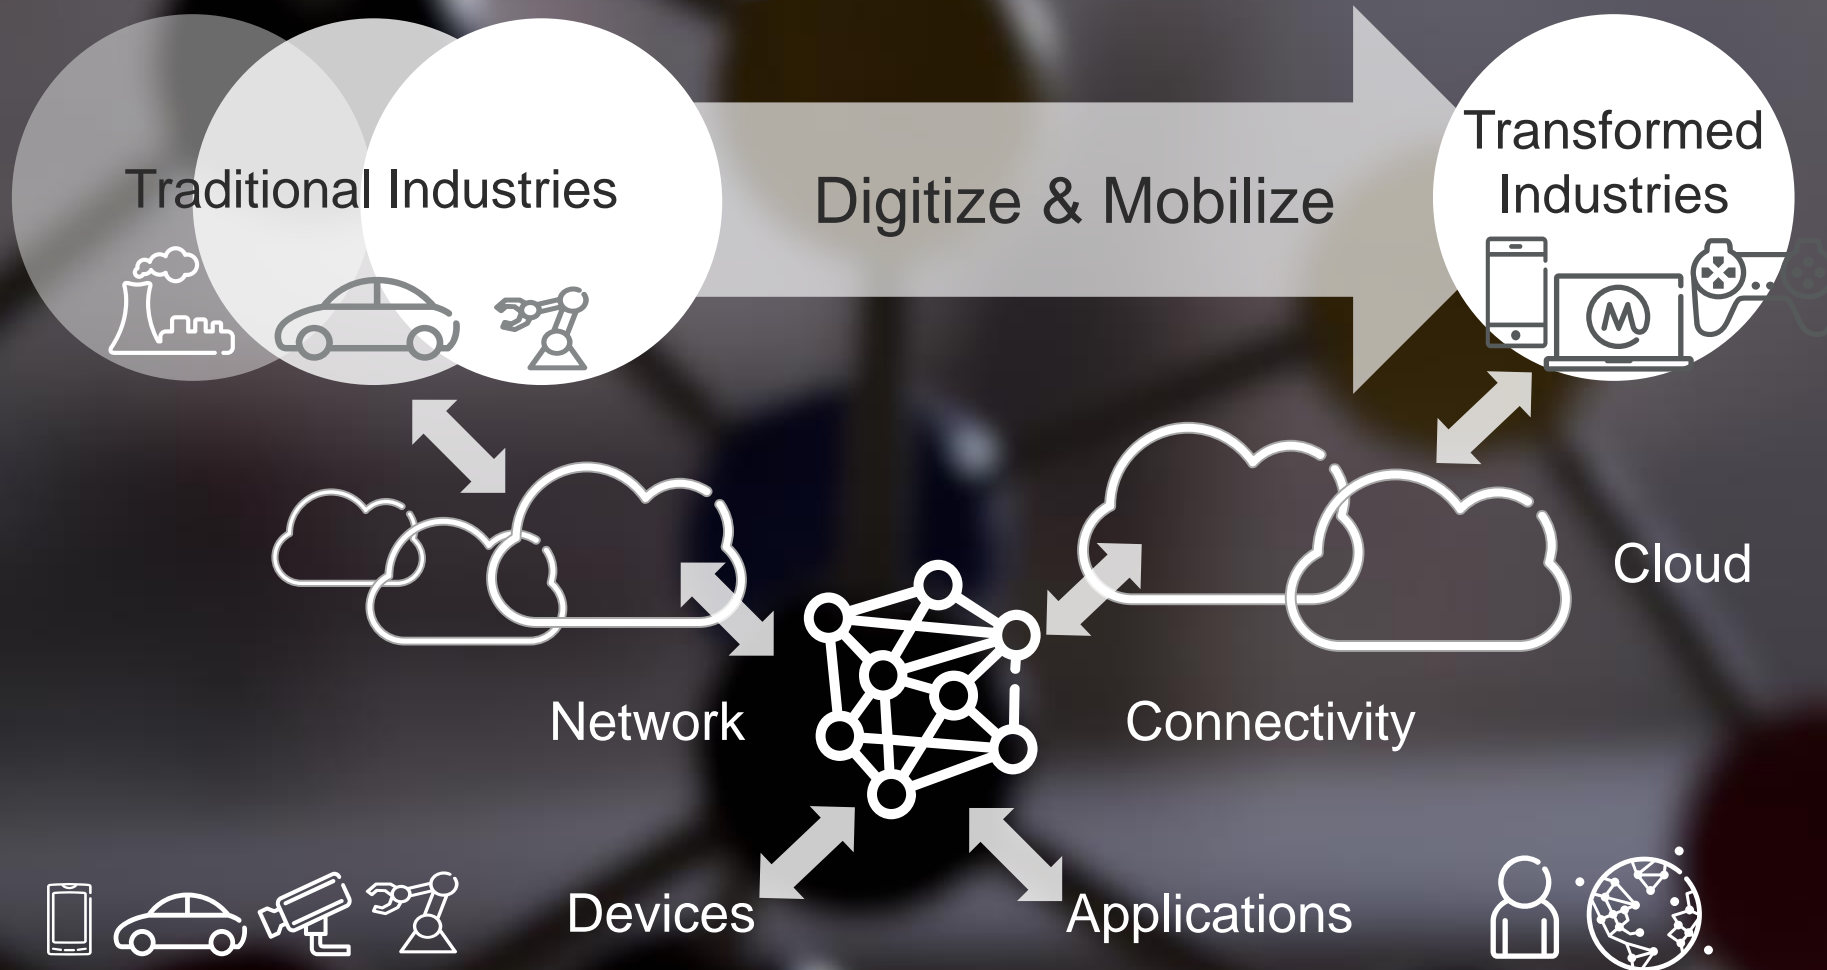 Traditional Industries
Digitize & Mobilize
Transformed
Industries
M
Cloud
Network
Connectivity
Devices
Applications